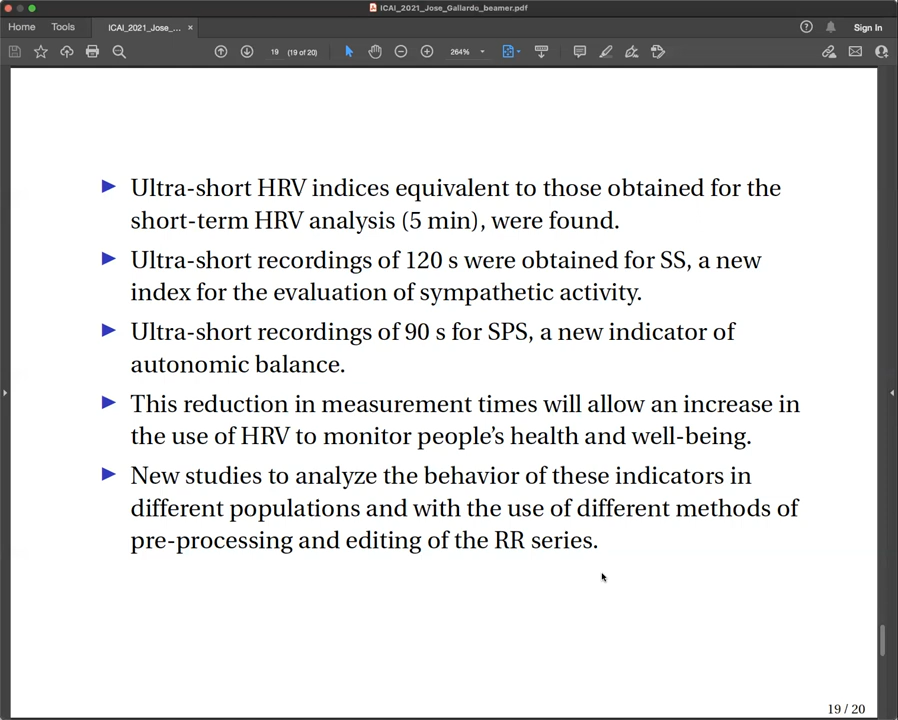 ICAI_2021_Jose_Gallardo_beamer.pdf
Home Tools ICAI_2021_Jose_... × Sign In
19 (19 of 20) 264%
▶ Ultra-short HRV indices equivalent to those obtained for the
short-term HRV analysis (5 min), were found.
▶ Ultra-short recordings of 120 s were obtained for SS, a new
index for the evaluation of sympathetic activity.
▶ Ultra-short recordings of 90 s for SPS, a new indicator of
autonomic balance.
▶ This reduction in measurement times will allow an increase in
the use of HRV to monitor people’s health and well-being.
▶ New studies to analyze the behavior of these indicators in
different populations and with the use of different methods of
pre-processing and editing of the RR series.
19 / 20